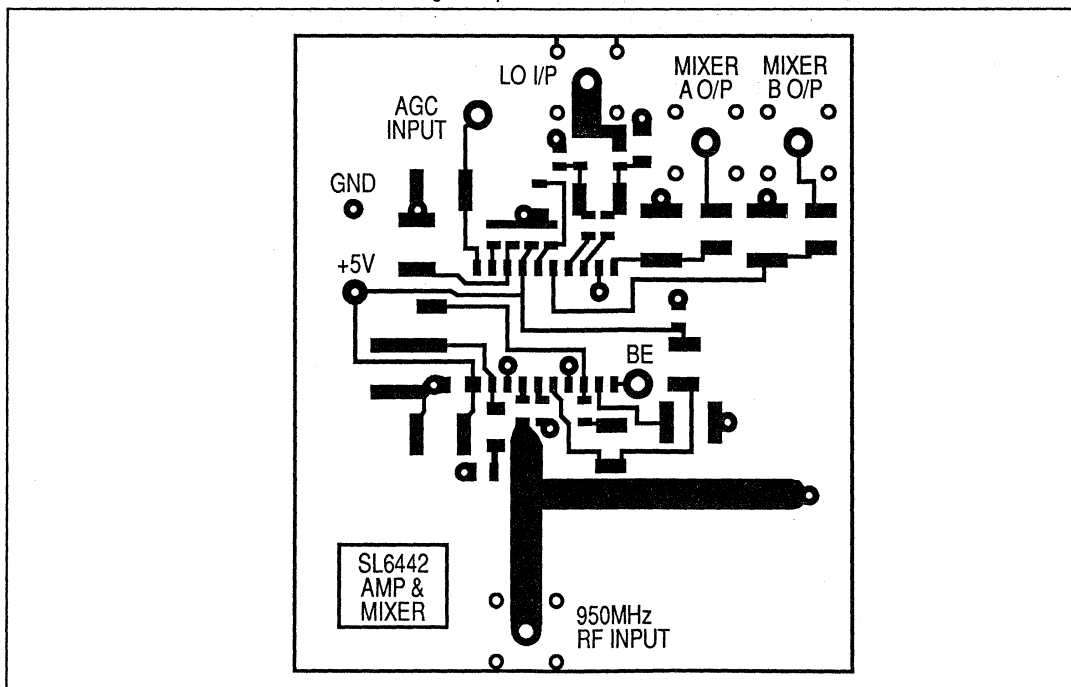 LO I/P
MIXER
A O/P
MIXER
B O/P
AGC
INPUT
GND
+5V
BE
SL6442
AMP &
MIXER
950MHz
RF INPUT